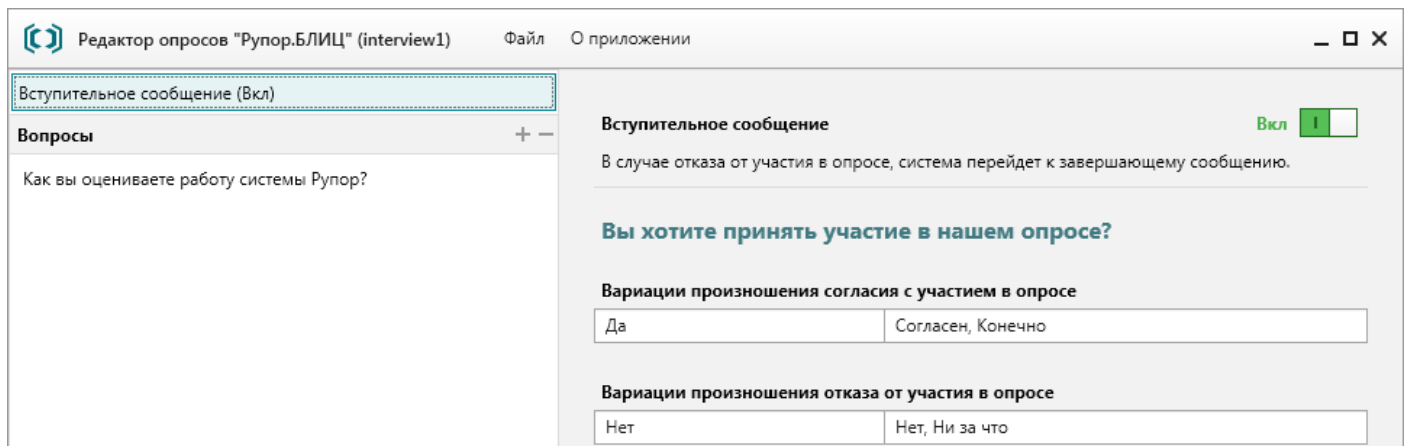 Редактор опросов "Рупор.БЛИЦ" (interview1) Файл О приложении
Вступительное сообщение (Вкл)
Вопросы
Как вы оцениваете работу системы Рупор?
Вступительное сообщение Вкл
В случае отказа от участия в опросе, система перейдет к завершающему сообщению.
Вы хотите принять участие в нашем опросе?
Вариации произношения согласия с участием в опросе
Да Согласен, Конечно
Вариации произношения отказа от участия в опросе
Нет Нет, Ни за что